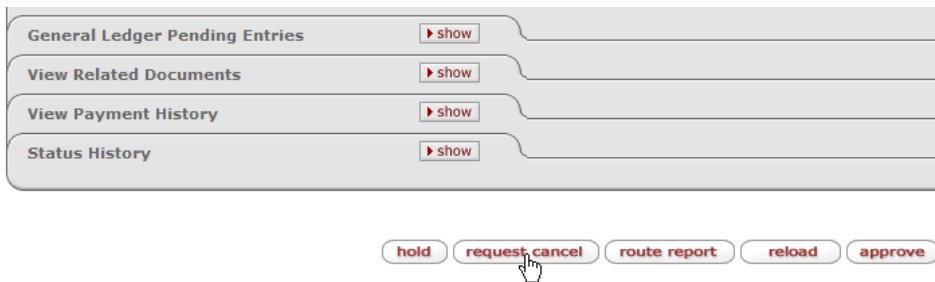 General Ledger Pending Entries show
View Related Documents show
View Payment History show
Status History show
hold request cancel route report reload approve